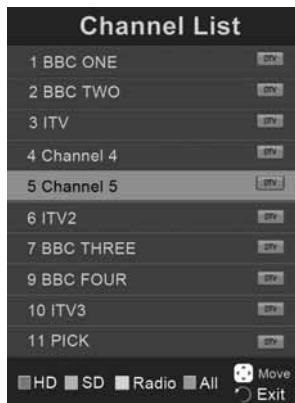 Channel List
1 BBC ONE DTV
2 BBC TWO DTV
3 ITV DTV
4 Channel 4 DTV
5 Channel 5 DTV
6 ITV2 DTV
7 BBC THREE DTV
9 BBC FOUR DTV
10 ITV3 DTV
11 PICK DTV
HD SD Radio All Move
Exit